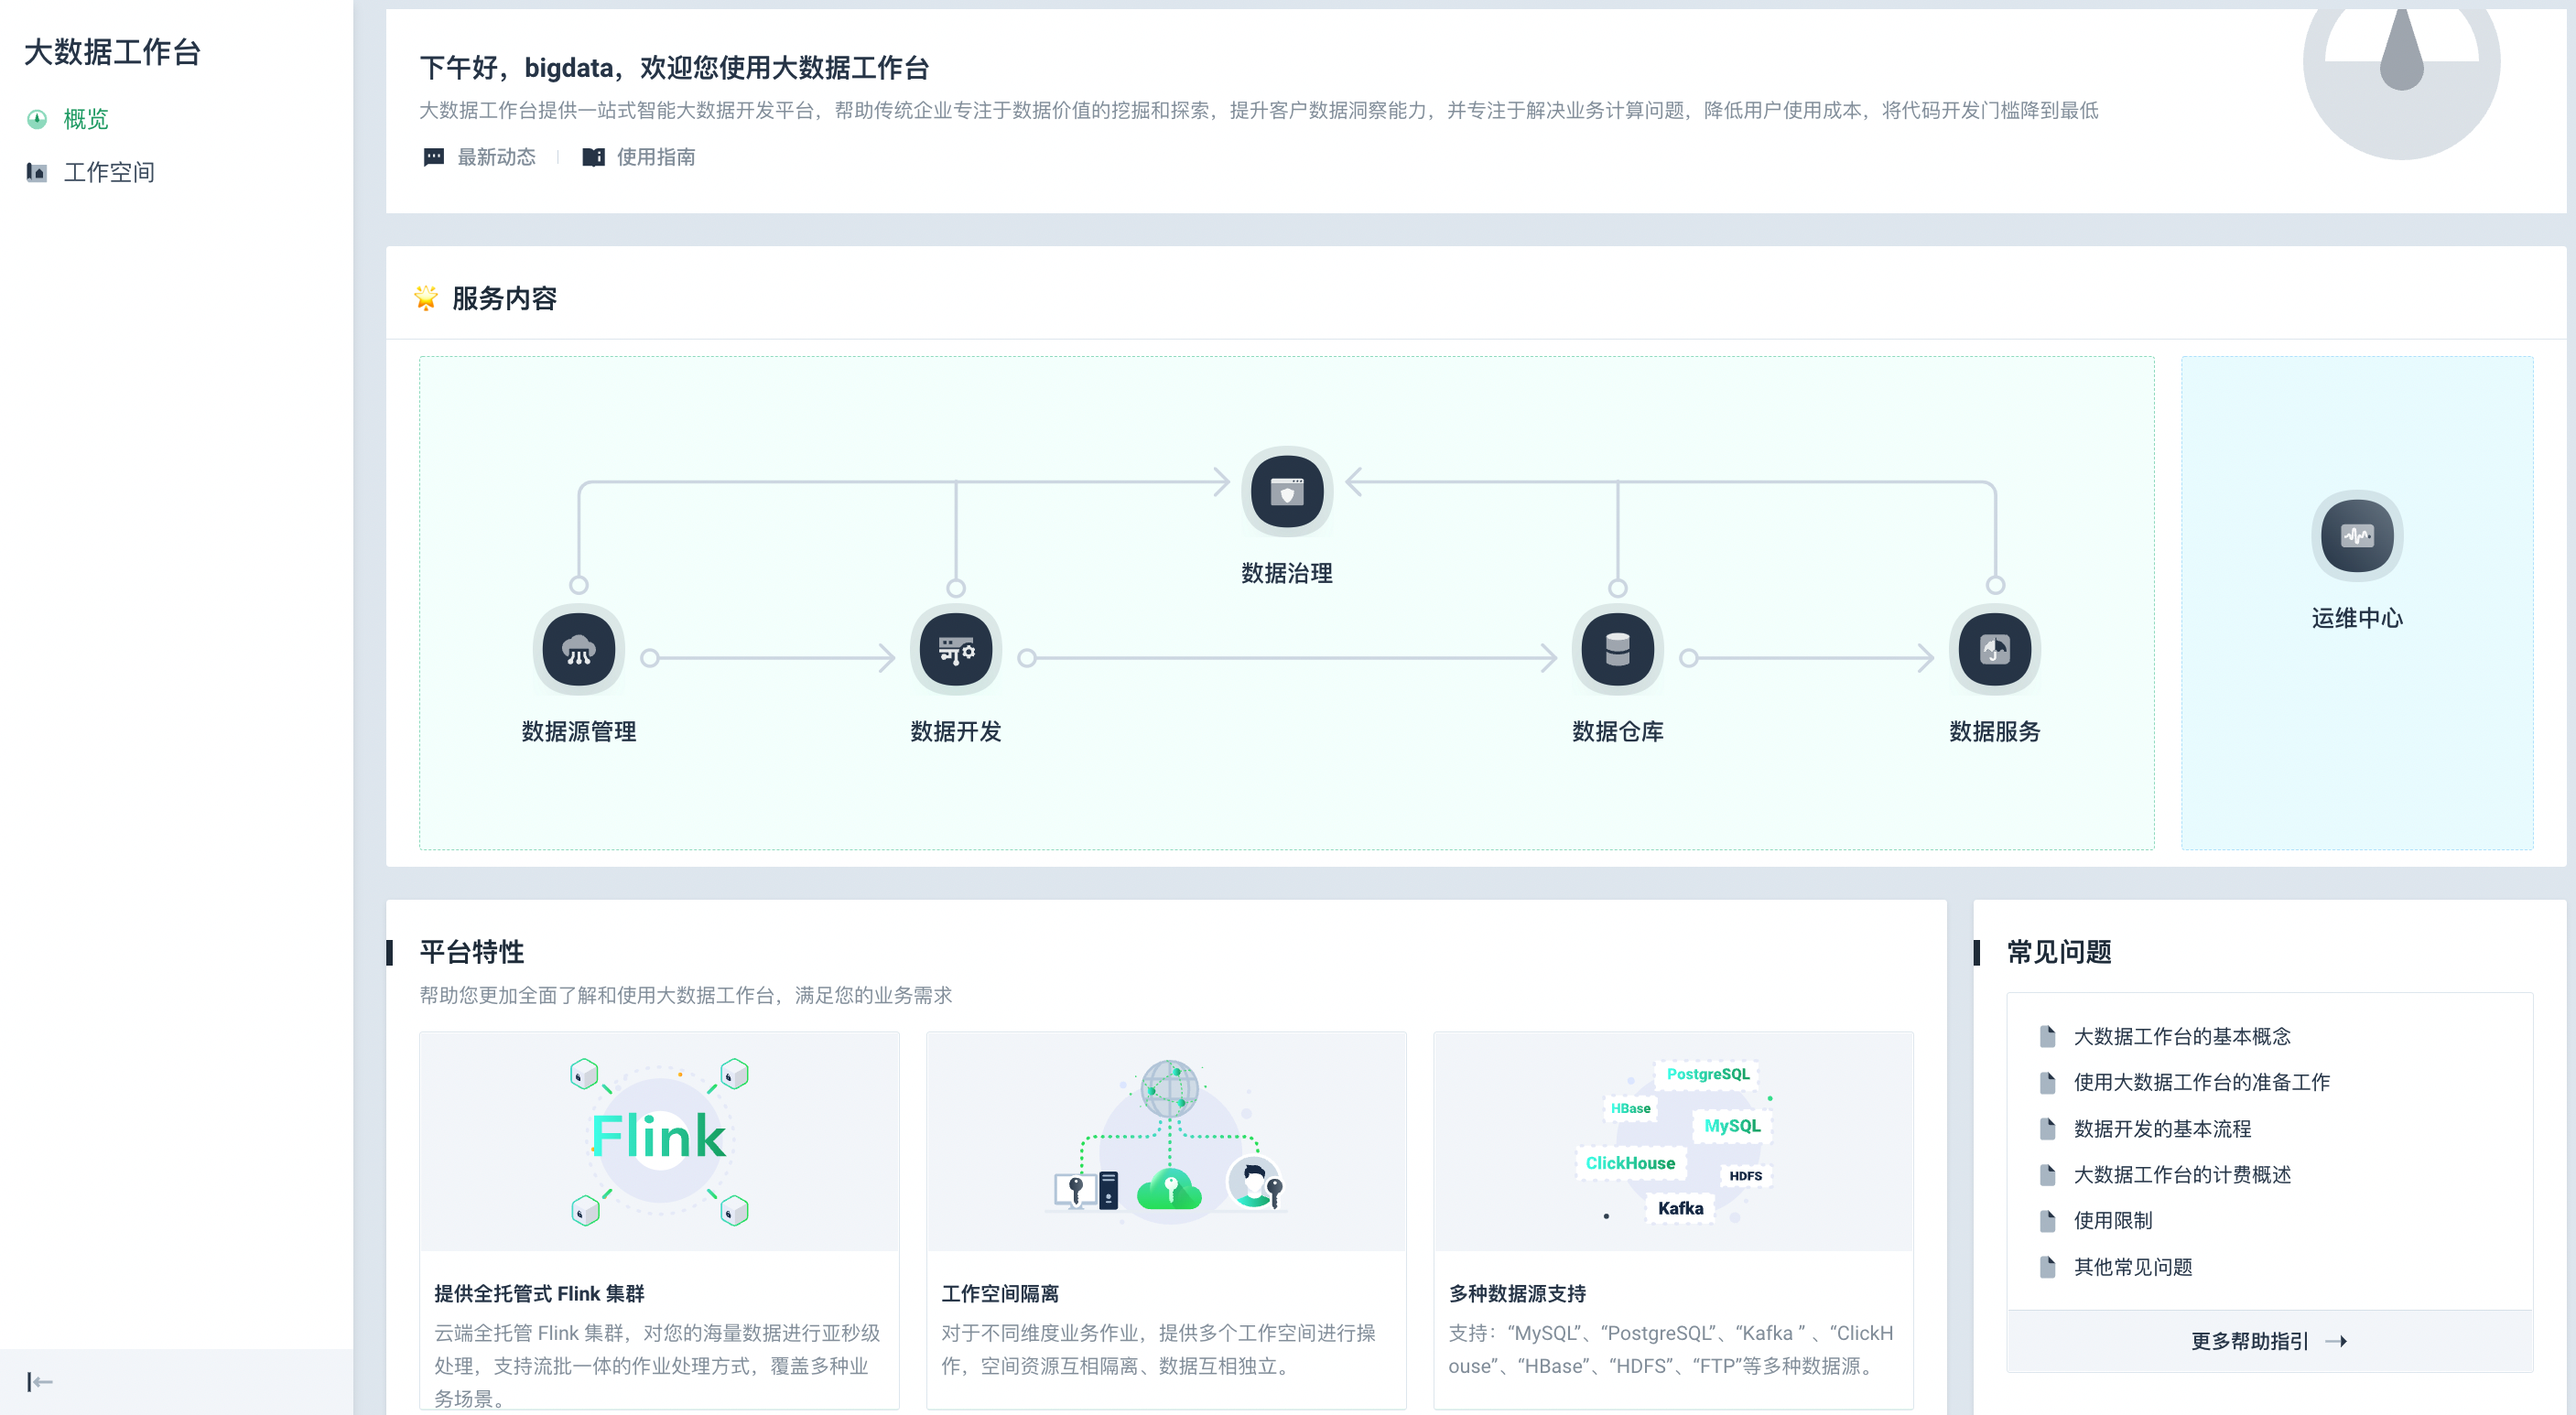 大数据工作台
概览
工作空间
下午好，bigdata，欢迎您使用大数据工作台
大数据工作台提供一站式智能大数据开发平台，帮助传统企业专注于数据价值的挖掘和探索，提升客户数据洞察能力，并专注于解决业务计算问题，降低用户使用成本，将代码开发门槛降到最低
最新动态
使用指南
服务内容
数据治理
数据源管理
数据开发
数据仓库
数据服务
运维中心
平台特性
帮助您更加全面了解和使用大数据工作台，满足您的业务需求
Flink
提供全托管式 Flink 集群
云端全托管 Flink 集群，对您的海量数据进行亚秒级
处理，支持流批一体的作业处理方式，覆盖多种业
务场景。
工作空间隔离
对于不同维度业务作业，提供多个工作空间进行操
作，空间资源互相隔离、数据互相独立。
PostgreSQL
HBase
MySQL
ClickHouse
HDFS
Kafka
多种数据源支持
支持：“MySQL”、“PostgreSQL”、“Kafka ” 、“ClickH
ouse”、“HBase”、“HDFS”、“FTP”等多种数据源。
常见问题
大数据工作台的基本概念
使用大数据工作台的准备工作
数据开发的基本流程
大数据工作台的计费概述
使用限制
其他常见问题
更多帮助指引